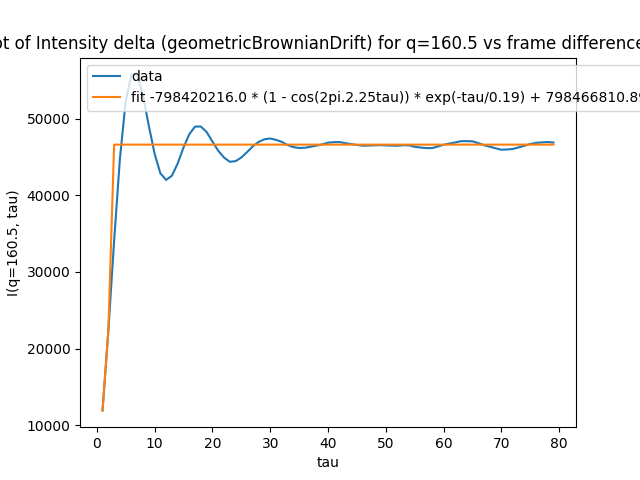 ot of Intensity delta (geometricBrownianDrift) for q=160.5 vs frame difference
data
fit -798420216.0 * (1 - cos(2pi.2.25tau)) * exp(-tau/0.19) + 798466810.89
I(q=160.5, tau)
50000
40000
30000
20000
10000
0 10 20 30 40 50 60 70 80
tau